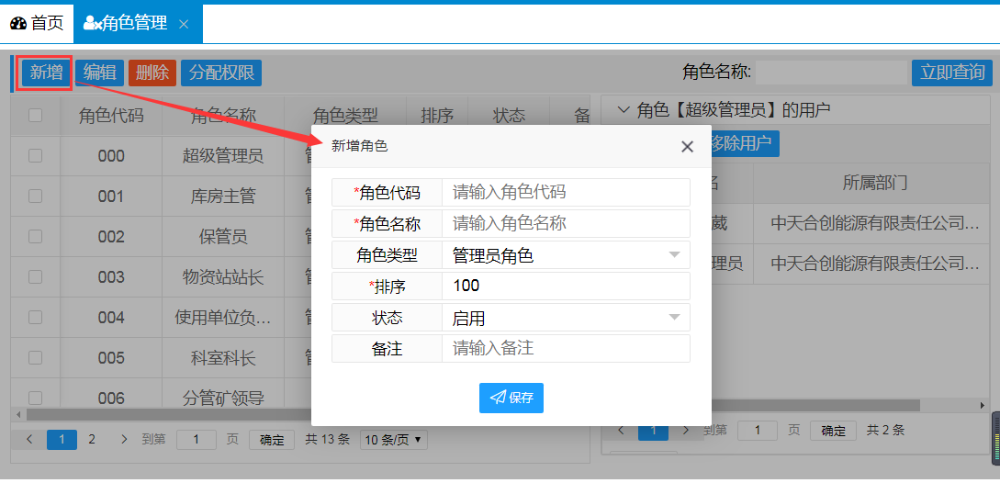 首页 角色管理
新增 编辑 删除 分配权限 角色名称: 立即查询
角色代码 角色名称 角色类型 排序 状态 备
000 超级管理员
001 库房主管
002 保管员
003 物资站站长
004 使用单位负…
005 科室科长
006 分管矿领导
1 2 到第 1 页 确定 共 13 条 10 条/页
新增角色
*角色代码 请输入角色代码
*角色名称 请输入角色名称
角色类型 管理员角色
*排序 100
状态 启用
备注 请输入备注
保存
角色【超级管理员】的用户
移除用户
名 所属部门
葳 中天合创能源有限责任公司…
管理员 中天合创能源有限责任公司…
1 到第 1 页 确定 共 2 条